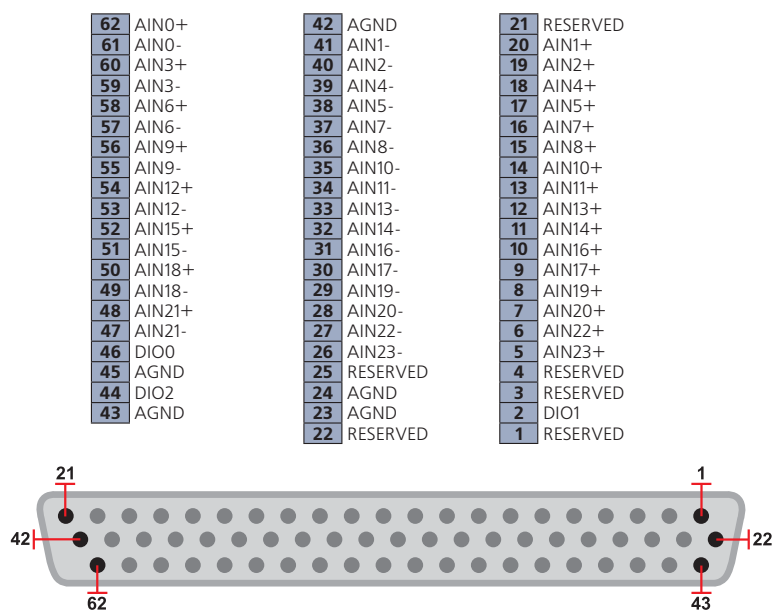 62 AIN0+ 42 AGND 21 RESERVED
61 AIN0- 41 AIN1- 20 AIN1+
60 AIN3+ 40 AIN2- 19 AIN2+
59 AIN3- 39 AIN4- 18 AIN4+
58 AIN6+ 38 AIN5- 17 AIN5+
57 AIN6- 37 AIN7- 16 AIN7+
56 AIN9+ 36 AIN8- 15 AIN8+
55 AIN9- 35 AIN10- 14 AIN10+
54 AIN12+ 34 AIN11- 13 AIN11+
53 AIN12- 33 AIN13- 12 AIN13+
52 AIN15+ 32 AIN14- 11 AIN14+
51 AIN15- 31 AIN16- 10 AIN16+
50 AIN18+ 30 AIN17- 9 AIN17+
49 AIN18- 29 AIN19- 8 AIN19+
48 AIN21+ 28 AIN20- 7 AIN20+
47 AIN21- 27 AIN22- 6 AIN22+
46 DIO0 26 AIN23- 5 AIN23+
45 AGND 25 RESERVED 4 RESERVED
44 DIO2 24 AGND 3 RESERVED
43 AGND 23 AGND 2 DIO1
22 RESERVED 1 RESERVED
21 1
42 22
62 43